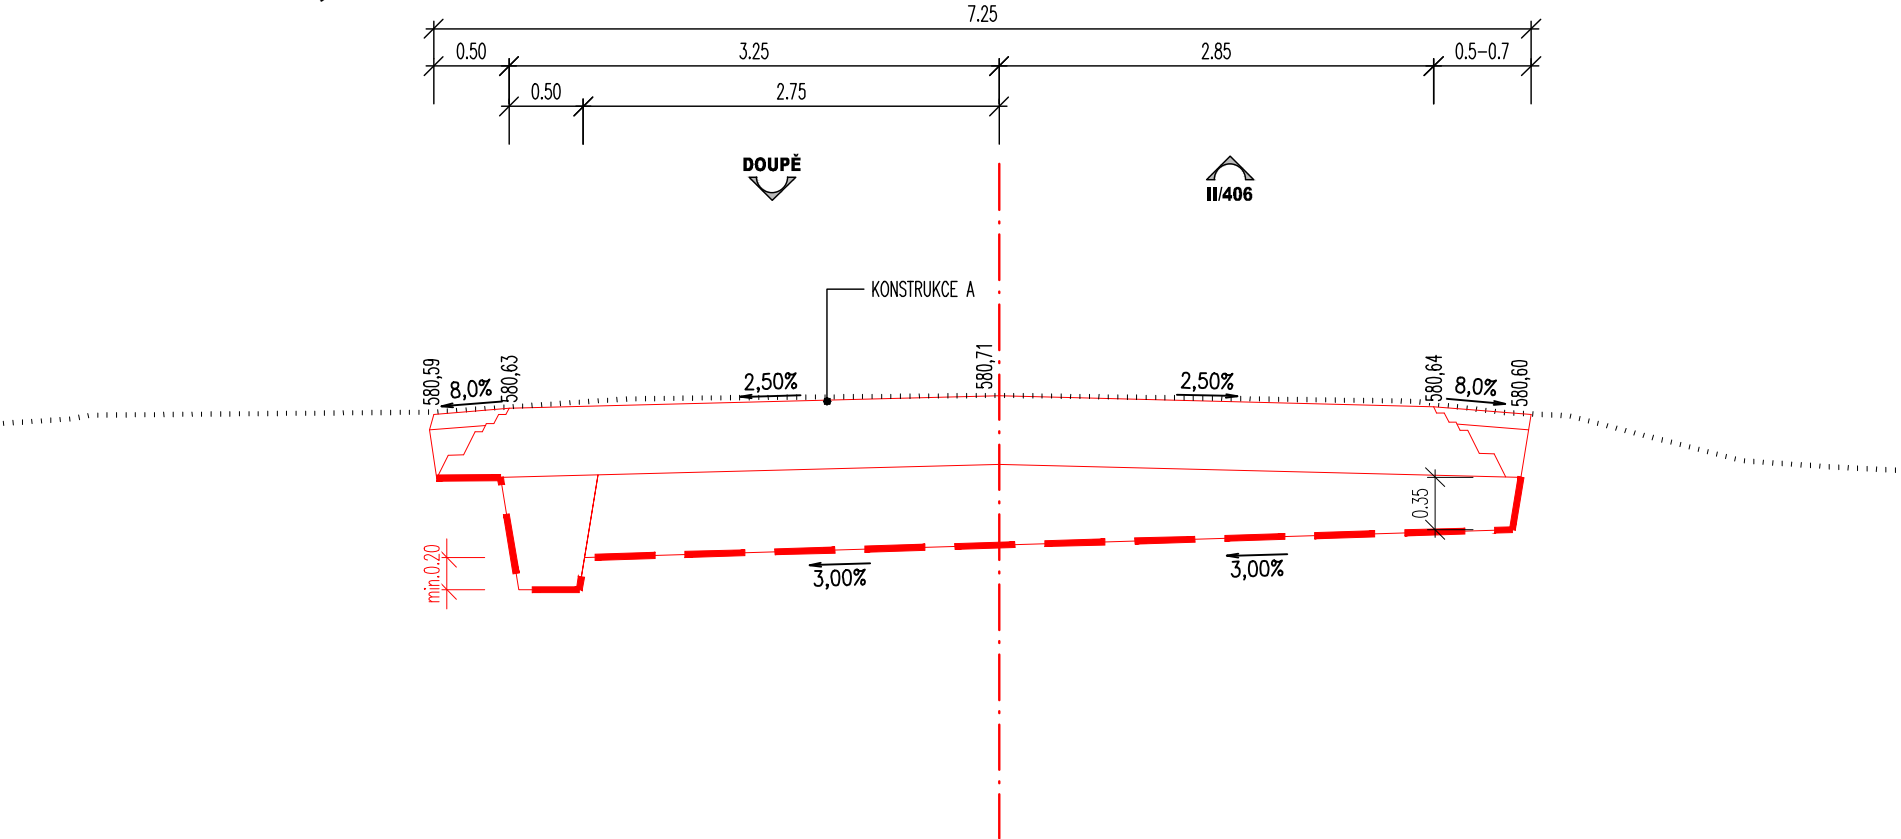 7.25
0.50 3.25 2.85 0.5-0.7
0.50 2.75
DOUPĚ
II/406
KONSTRUKCE A
580,59 8,0% 580,63 2,50% 580,71 2,50% 580,64 8,0% 580,60
0.35
min.0.20
3,00% 3,00%